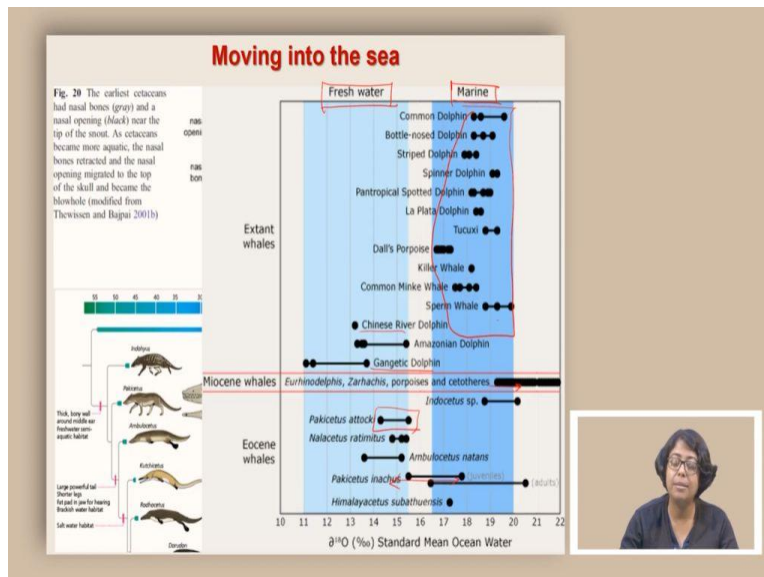 Moving into the sea
Fig. 20 The earliest cetaceans
had nasal bones (gray) and a
nasal opening (black) near the
tip of the snout. As cetaceans
became more aquatic, the nasal
bones retracted and the nasal
opening migrated to the top
of the skull and became the
blowhole (modified from
Thewissen and Bajpai 2001b)
nas
openi
nas
bon
55 50 45 40 35 30
Indohyus
Pakicetus
Thick, bony wall
around middle ear
Freshwater semi-
aquatic habitat
Ambulocetus
Kutchicetus
Large powerful tail
Shorter legs
Fat pad in jaw for hearing
Brackish water habitat
Rodhocetus
Salt water habitat
Dorudon
Fresh water Marine
Extant
whales
Common Dolphin
Bottle-nosed Dolphin
Striped Dolphin
Spinner Dolphin
Pantropical Spotted Dolphin
La Plata Dolphin
Tucuxi
Dall's Porpoise
Killer Whale
Common Minke Whale
Sperm Whale
Chinese River Dolphin
Amazonian Dolphin
Gangetic Dolphin
Miocene whales Eurhinodelphis, Zarhachis, porpoises and cetotheres
Eocene
whales
Indocetus sp.
Pakicetus attocki
Nalacetus ratimitus
Ambulocetus natans
Pakicetus inachus (juveniles)
(adults)
Himalayacetus subathuensis
10 11 12 13 14 15 16 17 18 19 20 21 22
∂18O (‰) Standard Mean Ocean Water